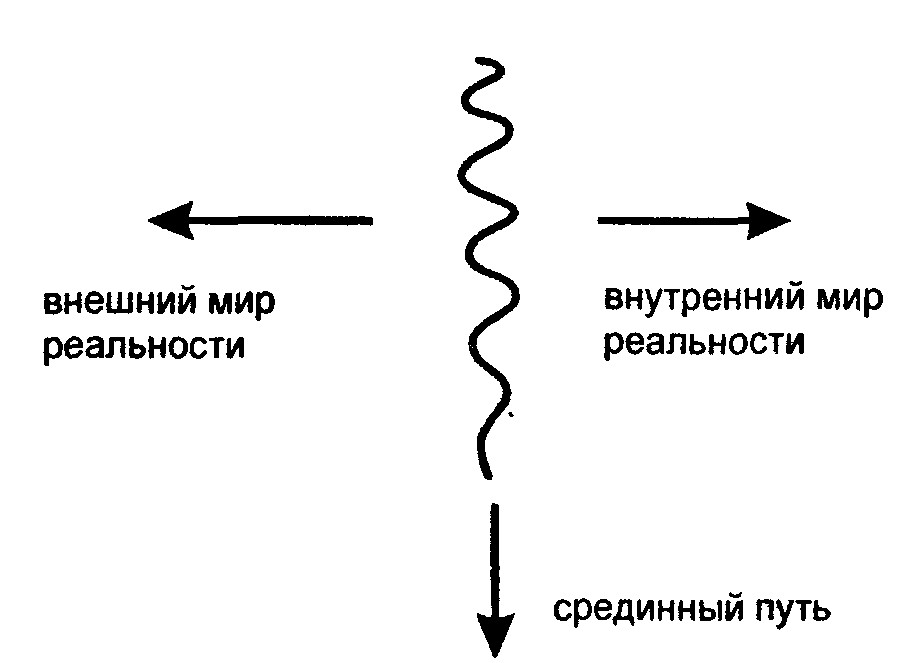 внешний мир
реальности
внутренний мир
реальности
срединный путь